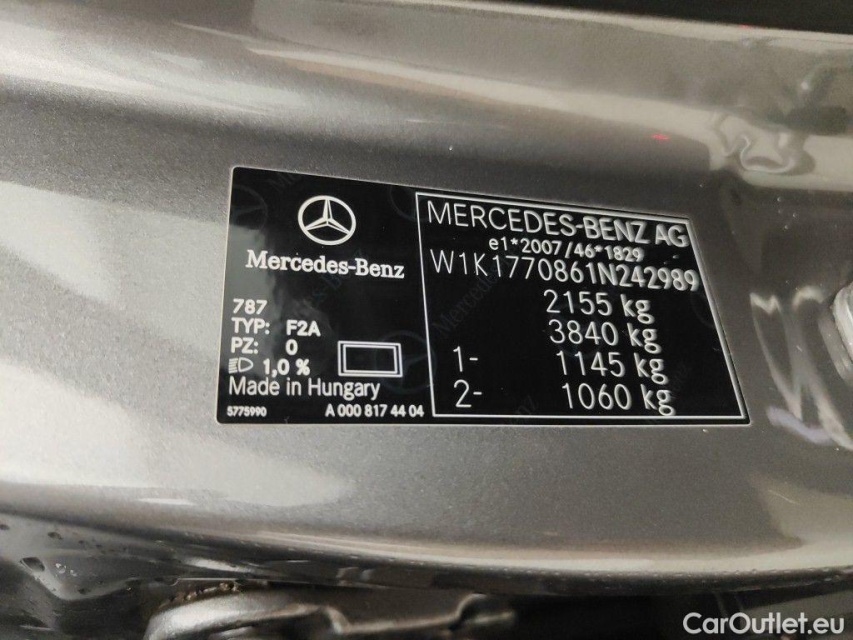 Mercedes-Benz
787
TYP: F2A
PZ: 0
1,0 %
Made in Hungary
5775990 A 000 817 44 04
MERCEDES-BENZ AG
e1*2007/46*1829
W1K1770861N242989
2155 kg
3840 kg
1- 1145 kg
2- 1060 kg
CarOutlet.eu